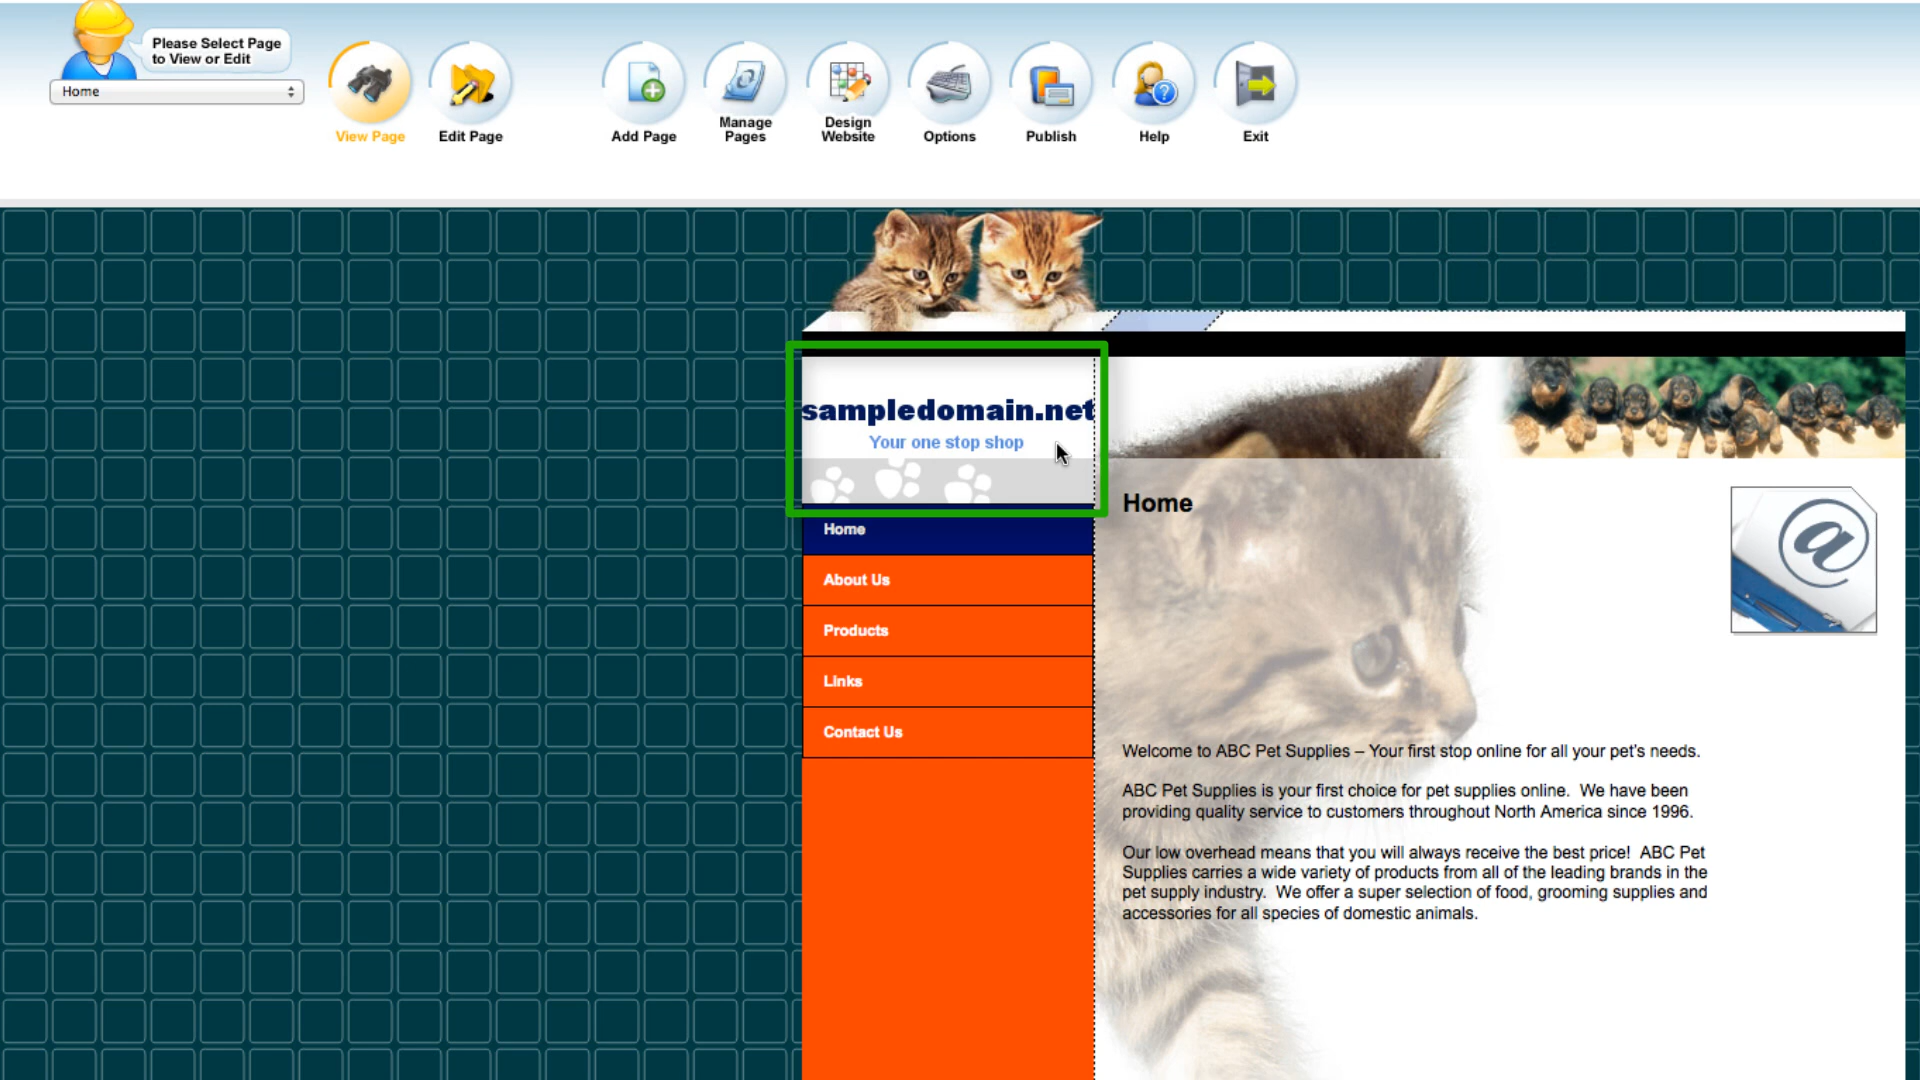 Please Select Page
to View or Edit
Home
View Page
Edit Page
Add Page
Manage
Pages
Design
Website
Options
Publish
Help
Exit
sampledomain.net
Your one stop shop
Home
About Us
Products
Links
Contact Us
Home
Welcome to ABC Pet Supplies – Your first stop online for all your pet's needs.
ABC Pet Supplies is your first choice for pet supplies online.  We have been
providing quality service to customers throughout North America since 1996.
Our low overhead means that you will always receive the best price!  ABC Pet
Supplies carries a wide variety of products from all of the leading brands in the
pet supply industry.  We offer a super selection of food, grooming supplies and
accessories for all species of domestic animals.